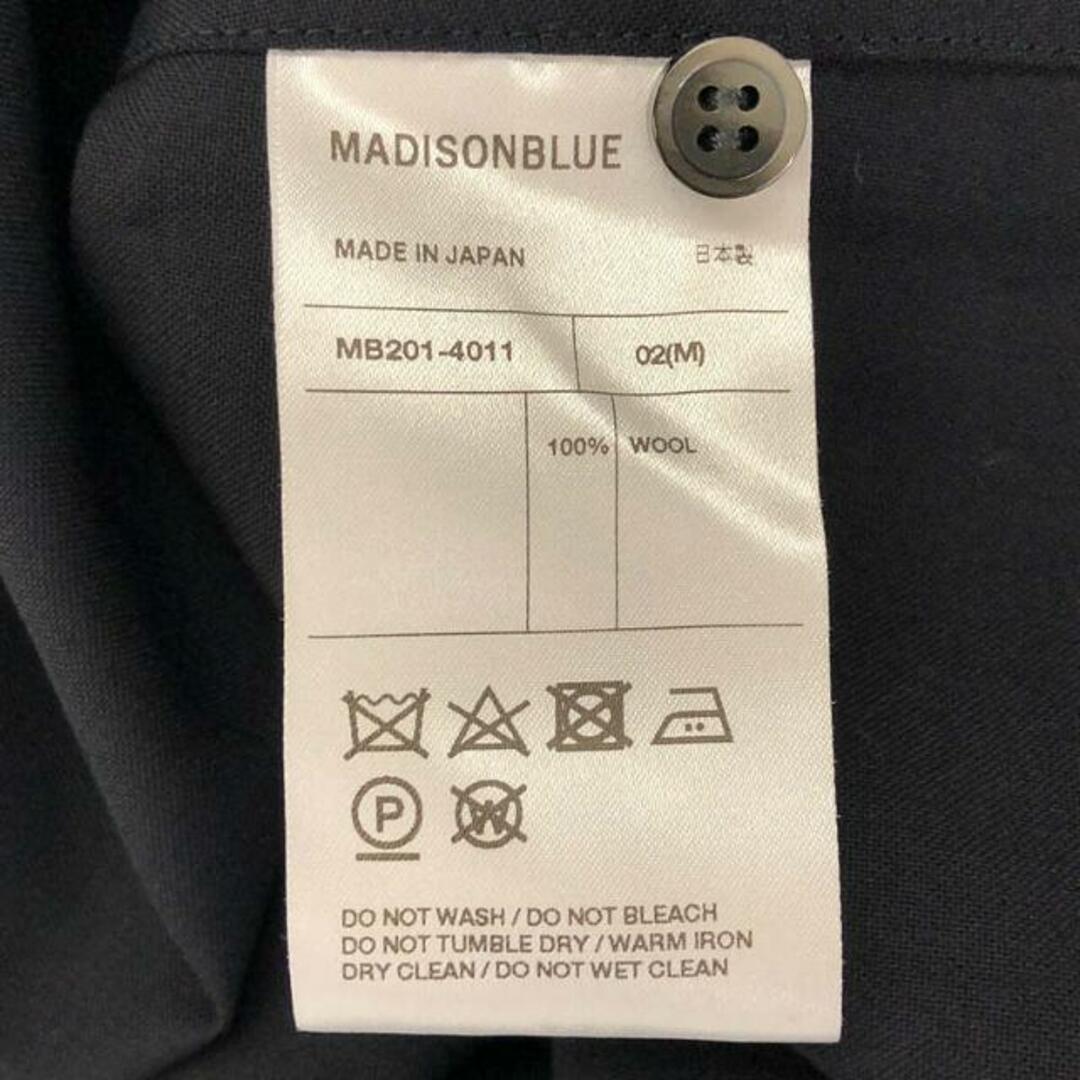 MADISONBLUE
MADE IN JAPAN 日本製
MB201-4011 02(M)
100% WOOL
P
W
DO NOT WASH / DO NOT BLEACH
DO NOT TUMBLE DRY / WARM IRON
DRY CLEAN / DO NOT WET CLEAN